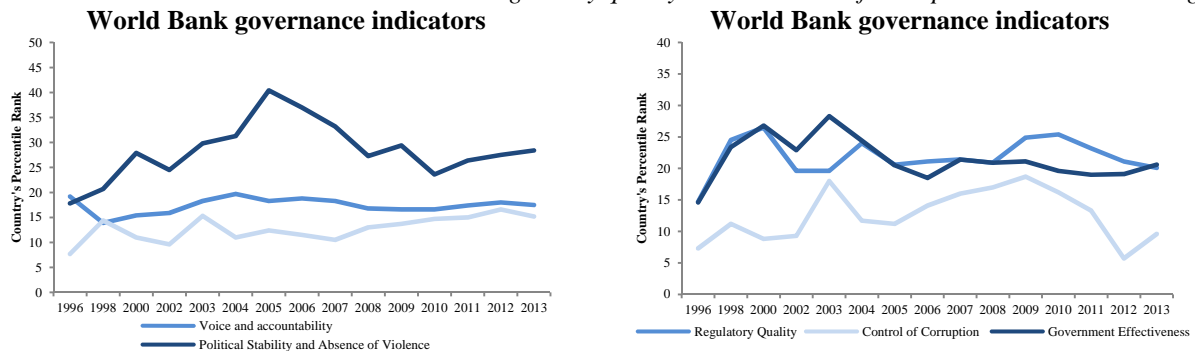 World Bank governance indicators
50
45
40
35
30
25
20
15
10
5
0
Country's Percentile Rank
1996 1998 2000 2002 2003 2004 2005 2006 2007 2008 2009 2010 2011 2012 2013
Voice and accountability
Political Stability and Absence of Violence
World Bank governance indicators
40
35
30
25
20
15
10
5
0
Country's Percentile Rank
1996 1998 2000 2002 2003 2004 2005 2006 2007 2008 2009 2010 2011 2012 2013
Regulatory Quality Control of Corruption Government Effectiveness